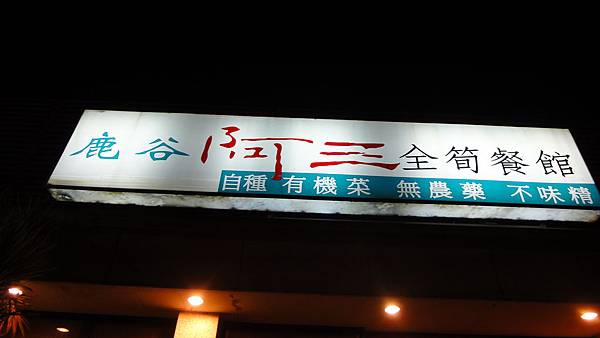 鹿谷 阿三 全筍餐館
自種 有機菜 無農藥 不味精